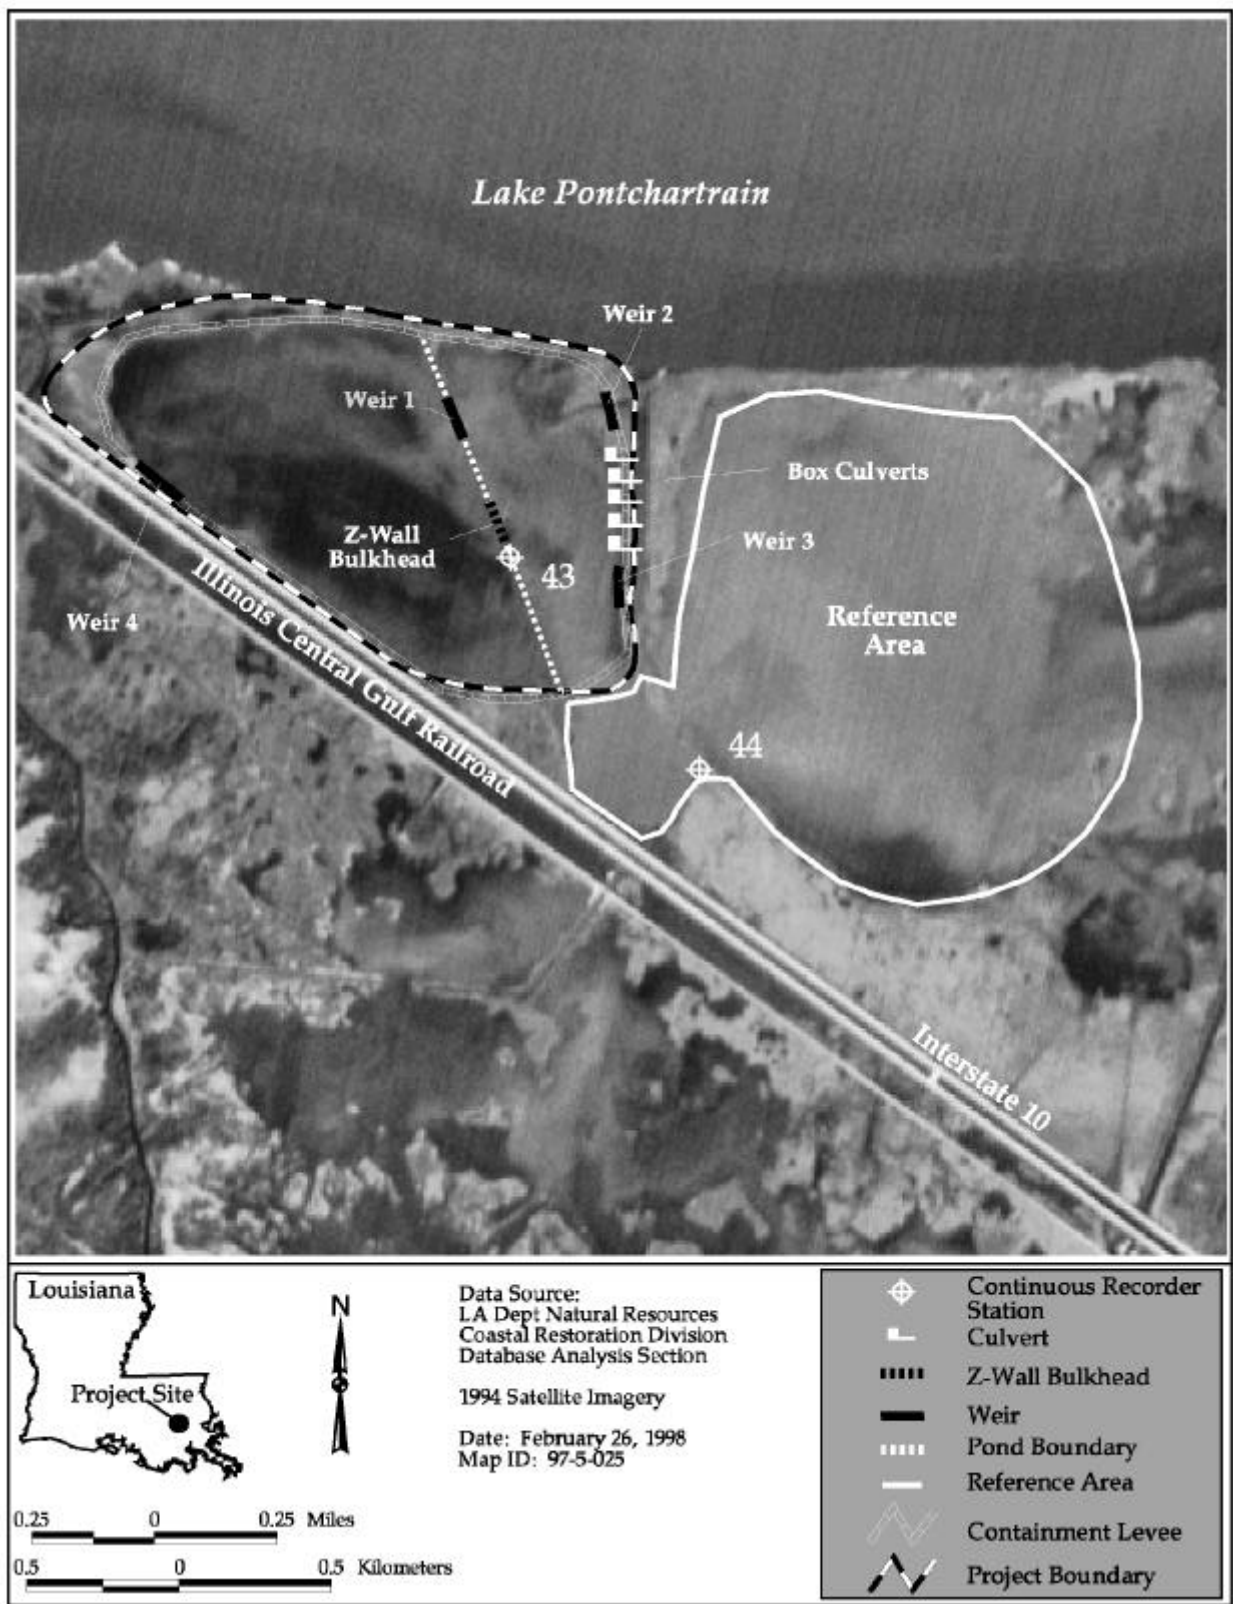 Lake Pontchartrain
Weir 2
Weir 1
Box Culverts
Z-Wall
Bulkhead
43
Weir 3
Weir 4
Reference
Area
Illinois Central Gulf Railroad
44
Interstate 10
Louisiana
Project Site
N
Data Source:
LA Dept Natural Resources
Coastal Restoration Division
Database Analysis Section
1994 Satellite Imagery
Date: February 26, 1998
Map ID: 97-5-025
0.25 0 0.25 Miles
0.5 0 0.5 Kilometers
Continuous Recorder
Station
Culvert
Z-Wall Bulkhead
Weir
Pond Boundary
Reference Area
Containment Levee
Project Boundary